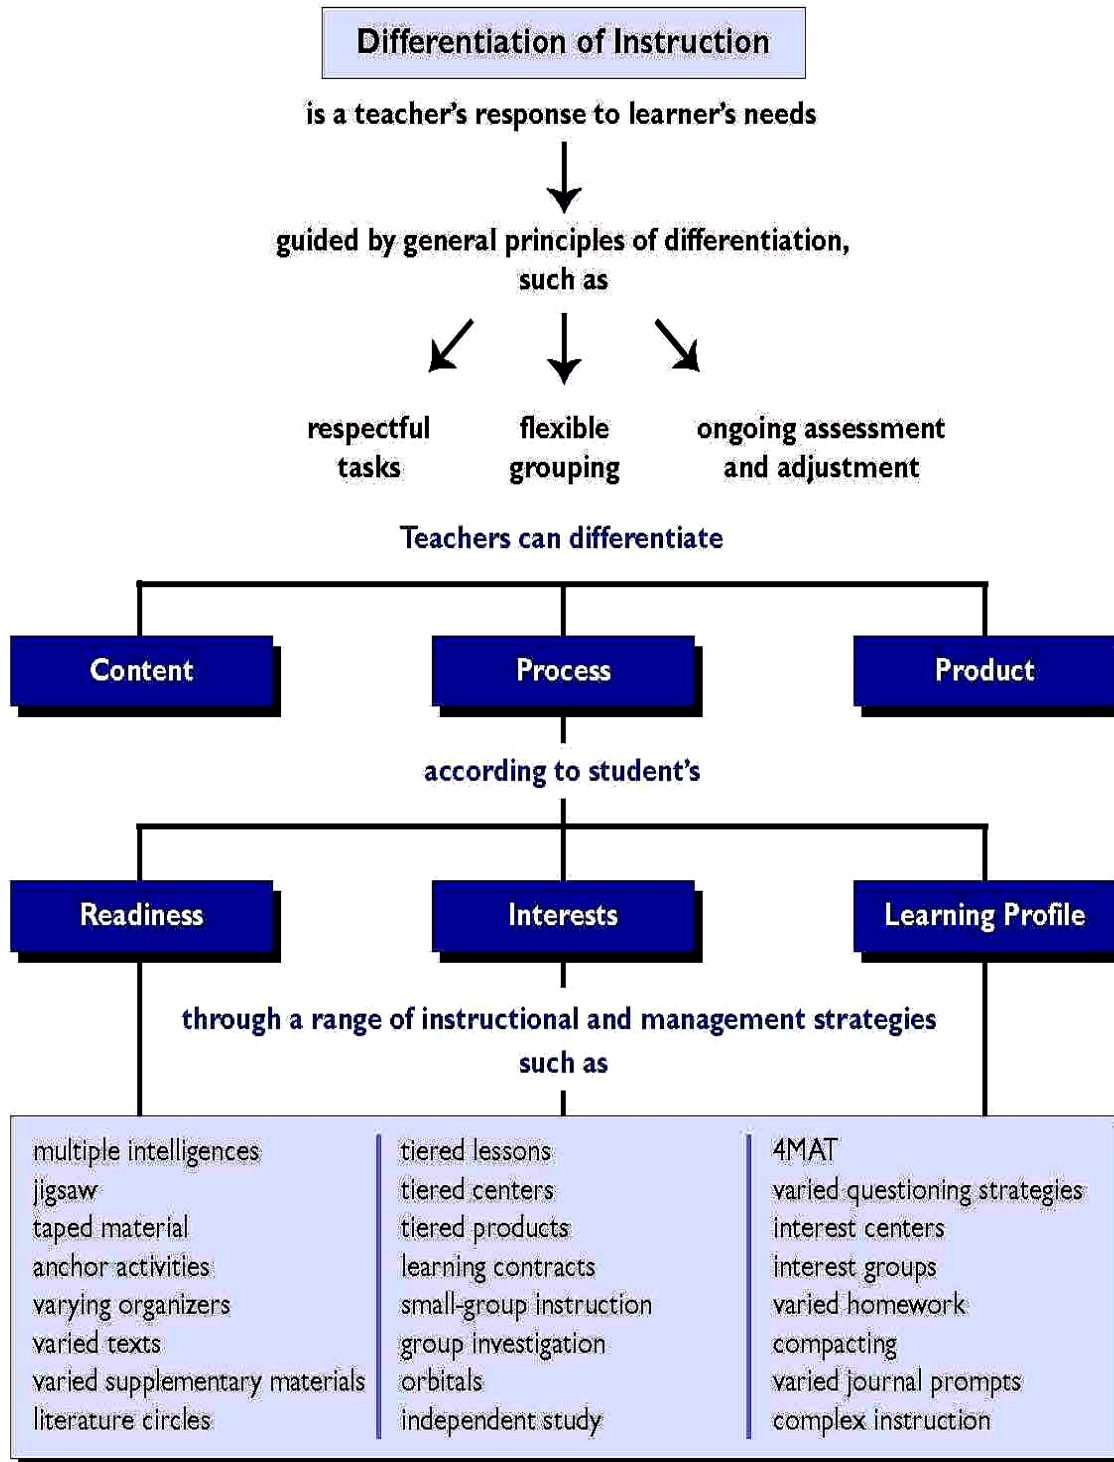 Differentiation of Instruction
is a teacher’s response to learner’s needs
guided by general principles of differentiation,
such as
respectful
tasks
flexible
grouping
ongoing assessment
and adjustment
Teachers can differentiate
Content
Process
Product
according to student’s
Readiness
Interests
Learning Profile
through a range of instructional and management strategies
such as
multiple intelligences
jigsaw
taped material
anchor activities
varying organizers
varied texts
varied supplementary materials
literature circles
tiered lessons
tiered centers
tiered products
learning contracts
small-group instruction
group investigation
orbitals
independent study
4MAT
varied questioning strategies
interest centers
interest groups
varied homework
compacting
varied journal prompts
complex instruction